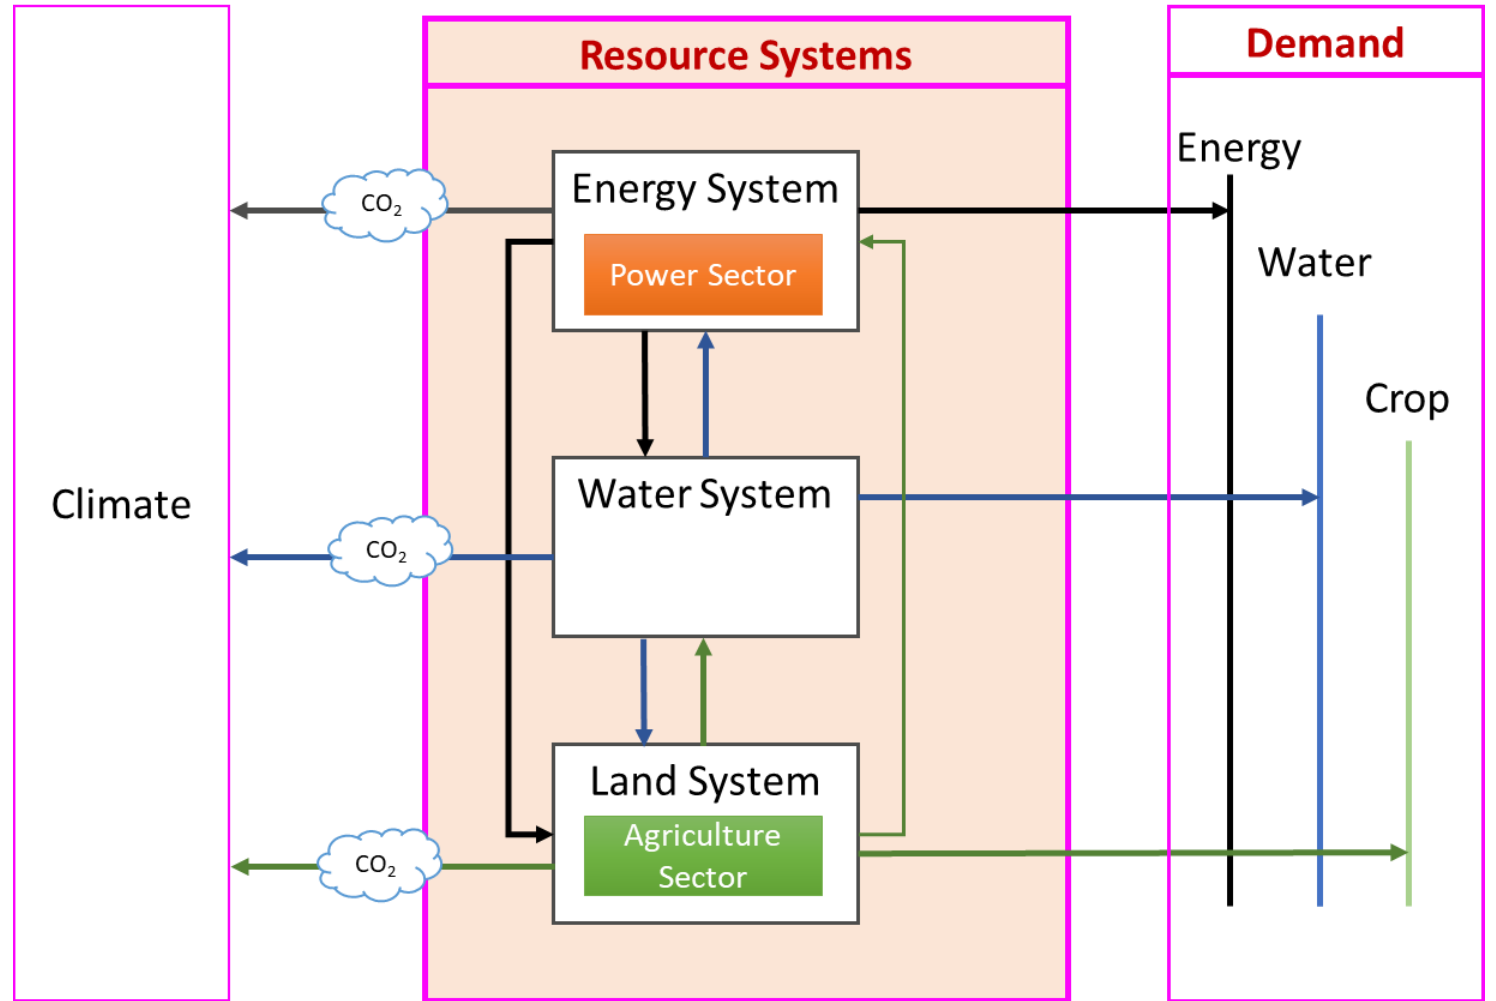 Resource Systems
Demand
Energy
Water
Crop
Climate
CO₂
Energy System
Power Sector
CO₂
Water System
CO₂
Land System
Agriculture
Sector